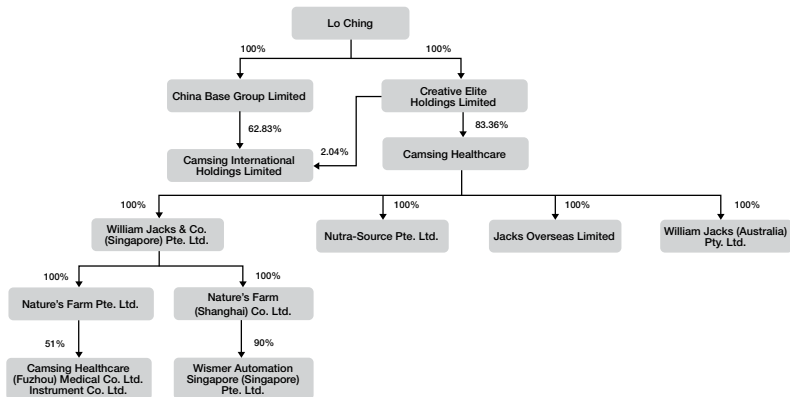 Lo Ching
100%
100%
China Base Group Limited
Creative Elite
Holdings Limited
62.83%
83.36%
2.04%
Camsing International
Holdings Limited
Camsing Healthcare
100%
100%
100%
100%
William Jacks & Co.
(Singapore) Pte. Ltd.
Nutra-Source Pte. Ltd.
Jacks Overseas Limited
William Jacks (Australia)
Pty. Ltd.
100%
100%
Nature's Farm Pte. Ltd.
Nature's Farm
(Shanghai) Co. Ltd.
51%
90%
Camsing Healthcare
(Fuzhou) Medical Co. Ltd.
Instrument Co. Ltd.
Wismer Automation
Singapore (Singapore)
Pte. Ltd.